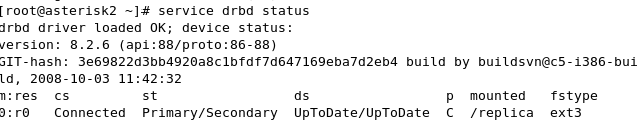 [root@asterisk2 ~]# service drbd status
drbd driver loaded OK; device status:
version: 8.2.6 (api:88/proto:86-88)
GIT-hash: 3e69822d3bb4920a8c1bfdf7d647169eba7d2eb4 build by buildsvn@c5-i386-bui
ld, 2008-10-03 11:42:32
m:res cs st ds p mounted fstype
0:r0 Connected Primary/Secondary UpToDate/UpToDate C /replica ext3